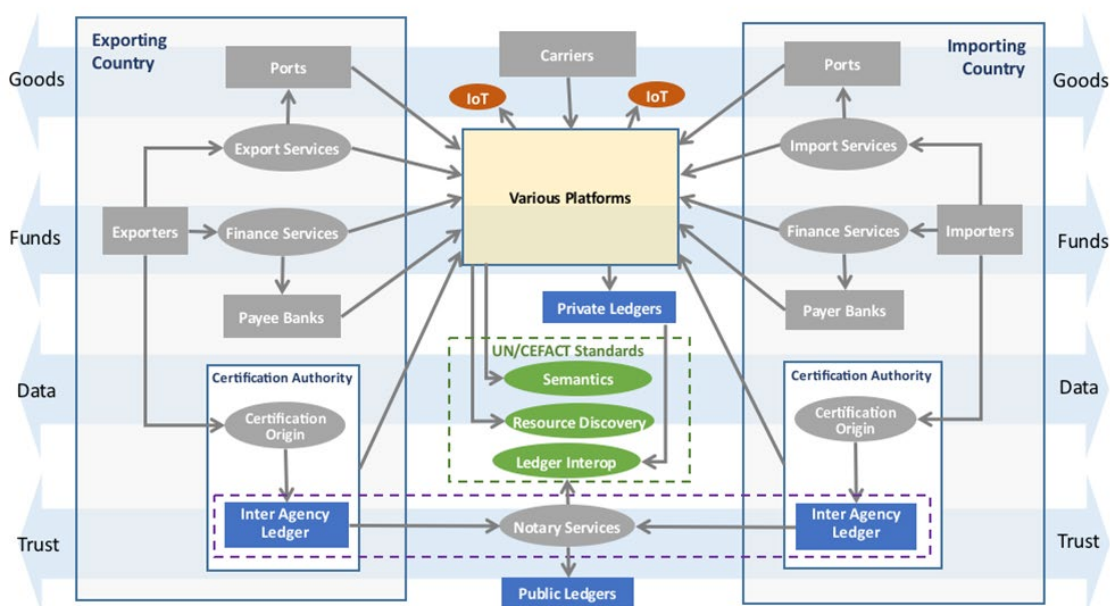 Exporting
Country
Importing
Country
Goods
Ports
Carriers
Ports
Goods
IoT
IoT
Export Services
Import Services
Various Platforms
Funds
Exporters
Finance Services
Finance Services
Importers
Funds
Payee Banks
Private Ledgers
Payer Banks
UN/CEFACT Standards
Data
Certification Authority
Semantics
Certification Authority
Data
Certification
Origin
Resource Discovery
Certification
Origin
Ledger Interop
Trust
Inter Agency
Ledger
Notary Services
Inter Agency
Ledger
Trust
Public Ledgers